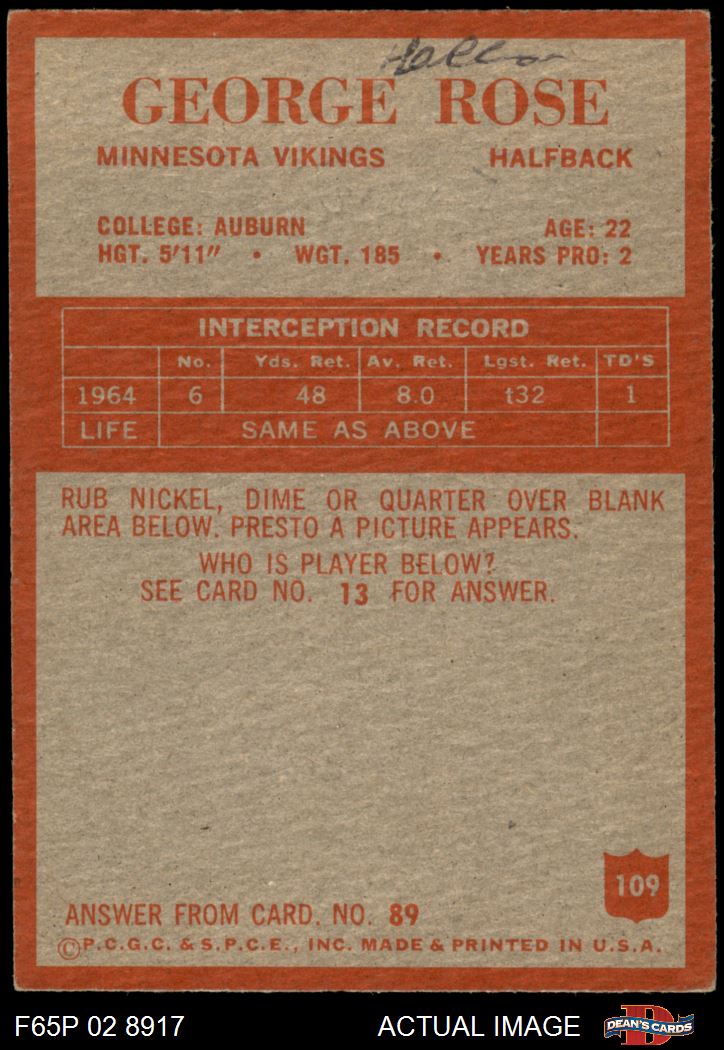 GEORGE ROSE
MINNESOTA VIKINGS HALFBACK
COLLEGE: AUBURN AGE: 22
HGT. 5'11" • WGT. 185 • YEARS PRO: 2
INTERCEPTION RECORD
No. Yds. Ret. Av. Ret. Lgst. Ret. TD'S
1964 6 48 8.0 t32 1
LIFE SAME AS ABOVE
RUB NICKEL, DIME OR QUARTER OVER BLANK
AREA BELOW. PRESTO A PICTURE APPEARS.
WHO IS PLAYER BELOW?
SEE CARD NO. 13 FOR ANSWER.
109
ANSWER FROM CARD. NO. 89
©P.C.G.C. & S.P.C.E., INC. MADE & PRINTED IN U.S.A.
F65P 02 8917 ACTUAL IMAGE DEAN'S CARDS